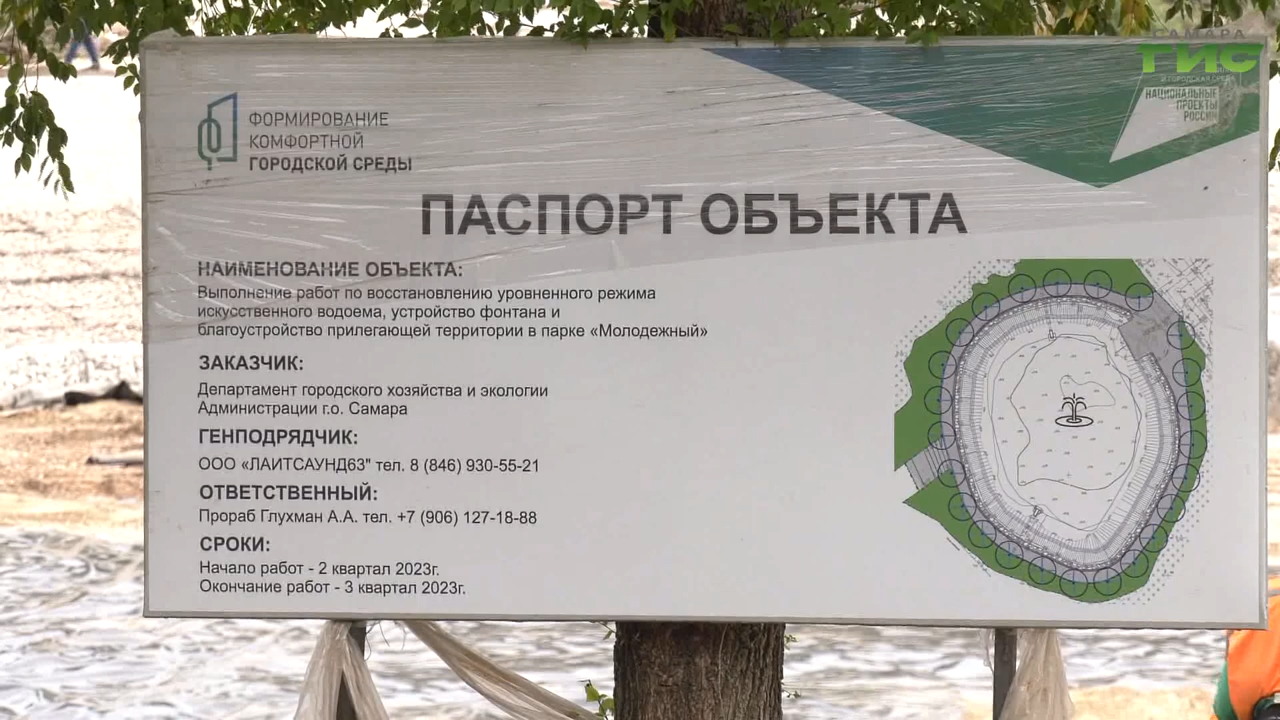 САМАРА
ГИС
И ГОРОДСКАЯ СРЕДА
НАЦИОНАЛЬНЫЕ
ПРОЕКТЫ
РОССИИ
ФОРМИРОВАНИЕ
КОМФОРТНОЙ
ГОРОДСКОЙ СРЕДЫ
ПАСПОРТ ОБЪЕКТА
НАИМЕНОВАНИЕ ОБЪЕКТА:
Выполнение работ по восстановлению уровненного режима
искусственного водоема, устройство фонтана и
благоустройство прилегающей территории в парке «Молодежный»
ЗАКАЗЧИК:
Департамент городского хозяйства и экологии
Администрации г.о. Самара
ГЕНПОДРЯДЧИК:
ООО «ЛАЙТСАУНД63" тел. 8 (846) 930-55-21
ОТВЕТСТВЕННЫЙ:
Прораб Глухман А.А. тел. +7 (906) 127-18-88
СРОКИ:
Начало работ - 2 квартал 2023г.
Окончание работ - 3 квартал 2023г.